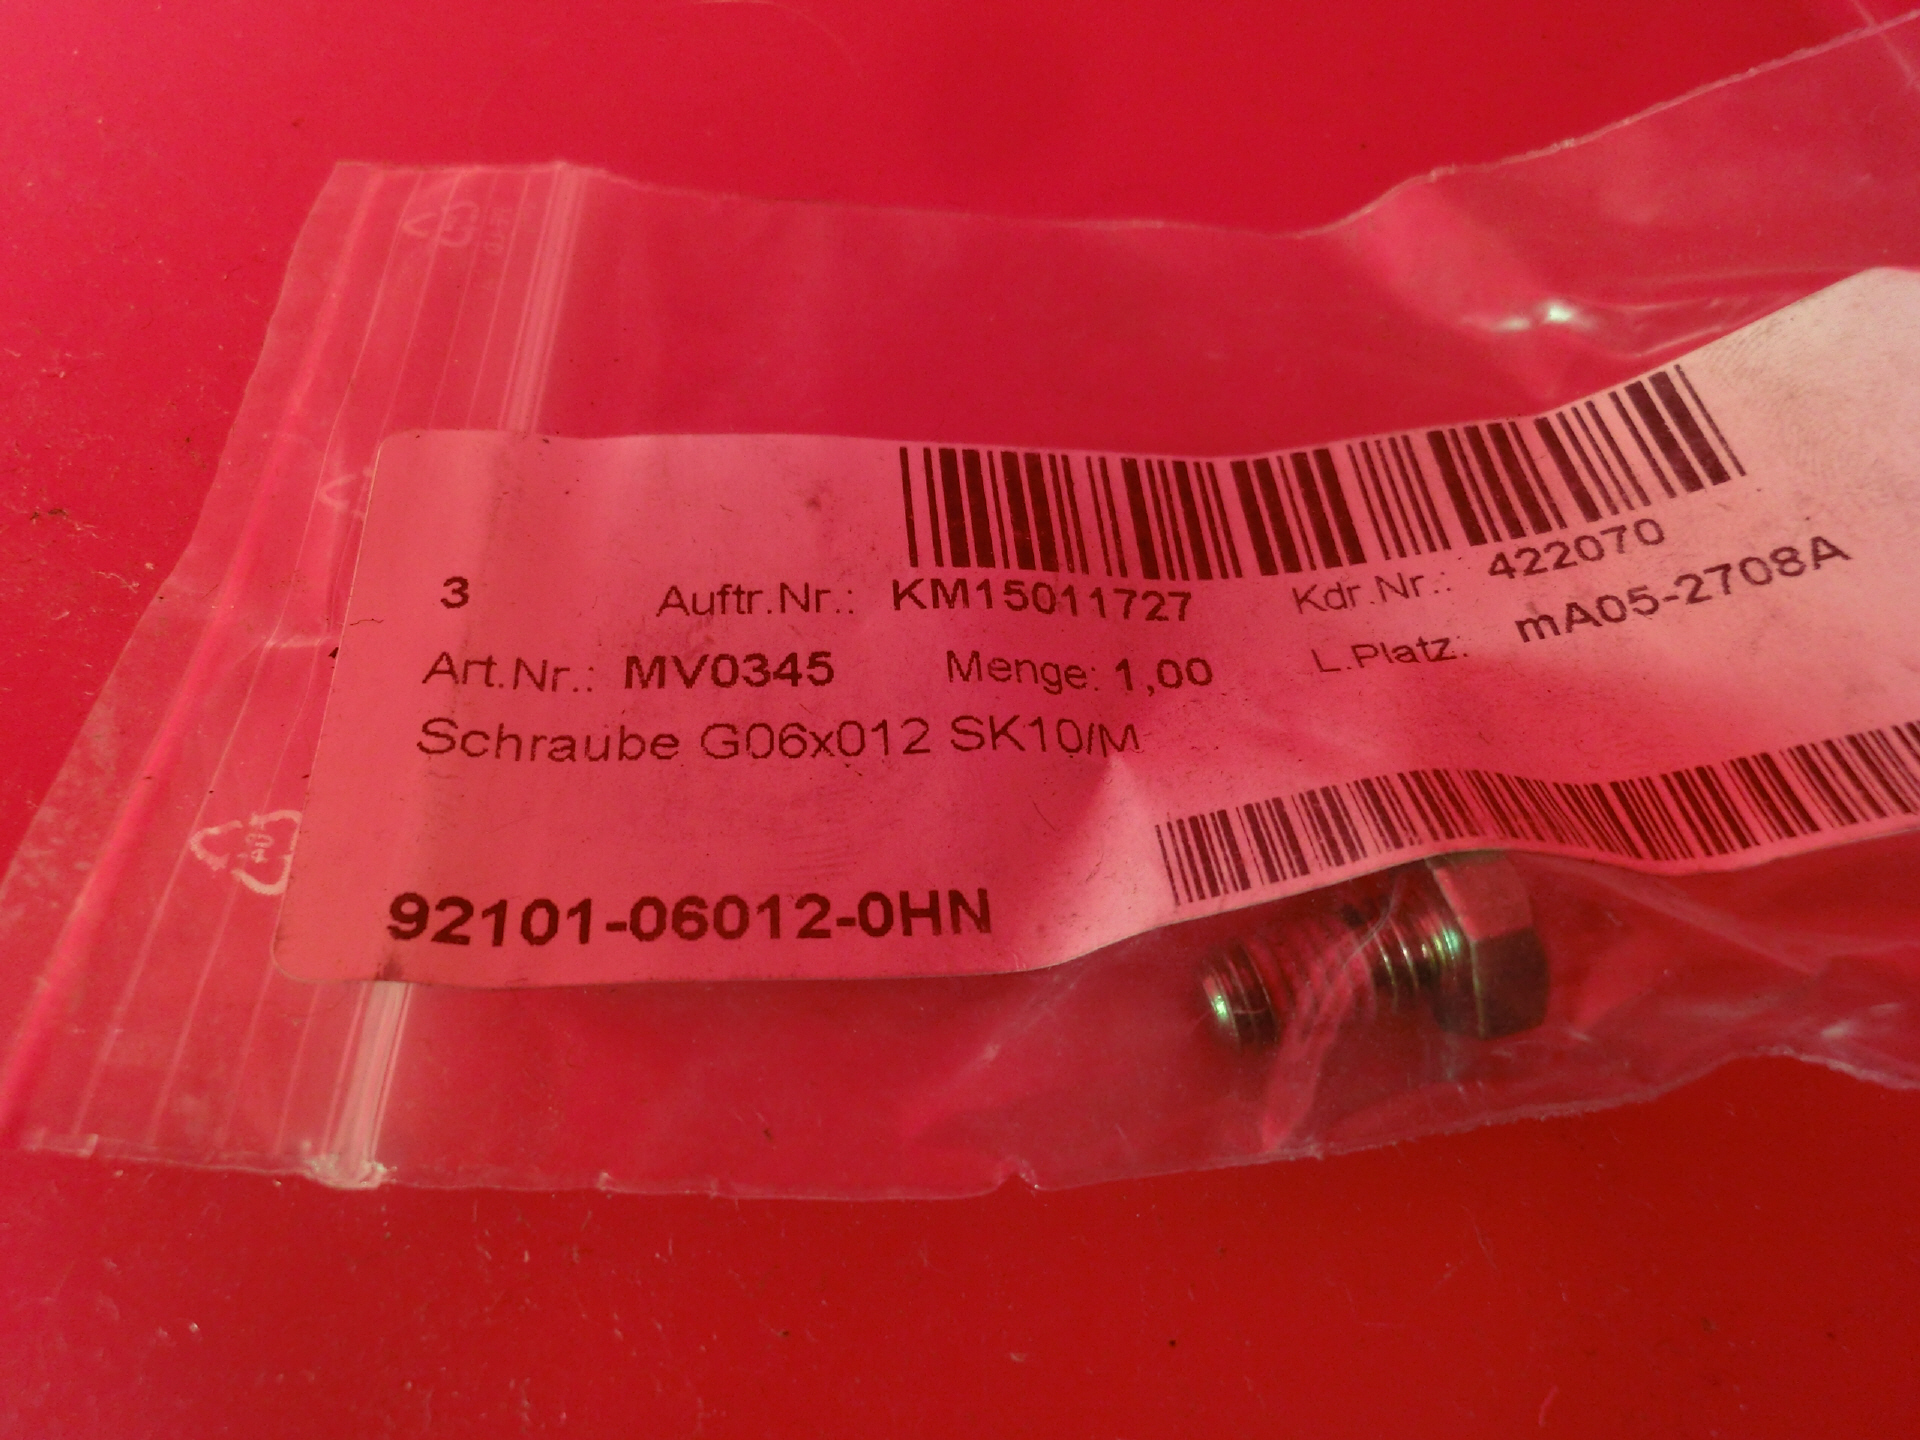 3 Auftr.Nr.: KM15011727 Kdr.Nr.: 422070
Art.Nr.: MV0345 Menge: 1,00 L.Platz: mA05-2708A
Schraube G06x012 SK10/M
92101-06012-0HN